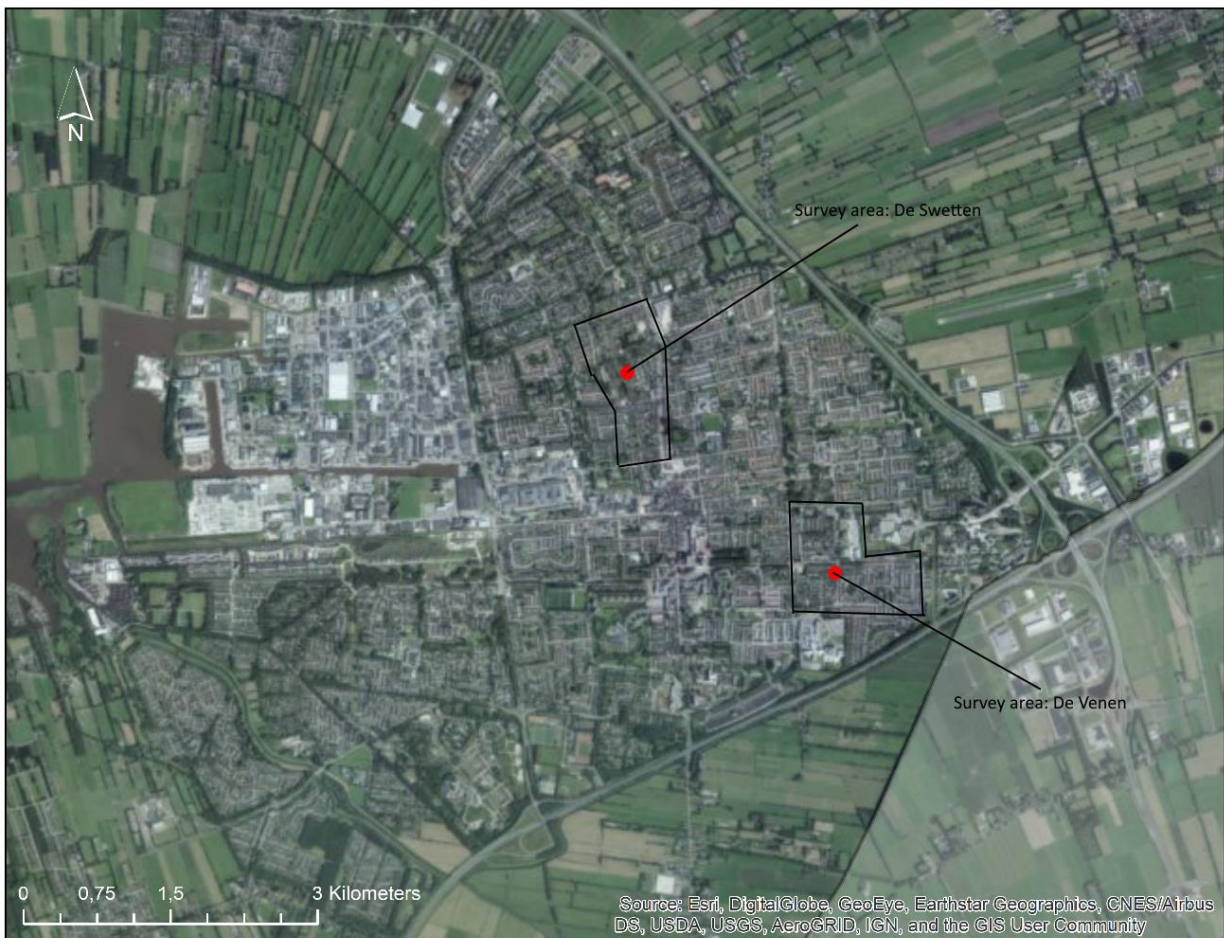 N
Survey area: De Swetten
Survey area: De Venen
0 0,75 1,5 3 Kilometers
Source: Esri, DigitalGlobe, GeoEye, Earthstar Geographics, CNES/Airbus
DS, USDA, USGS, AeroGRID, IGN, and the GIS User Community